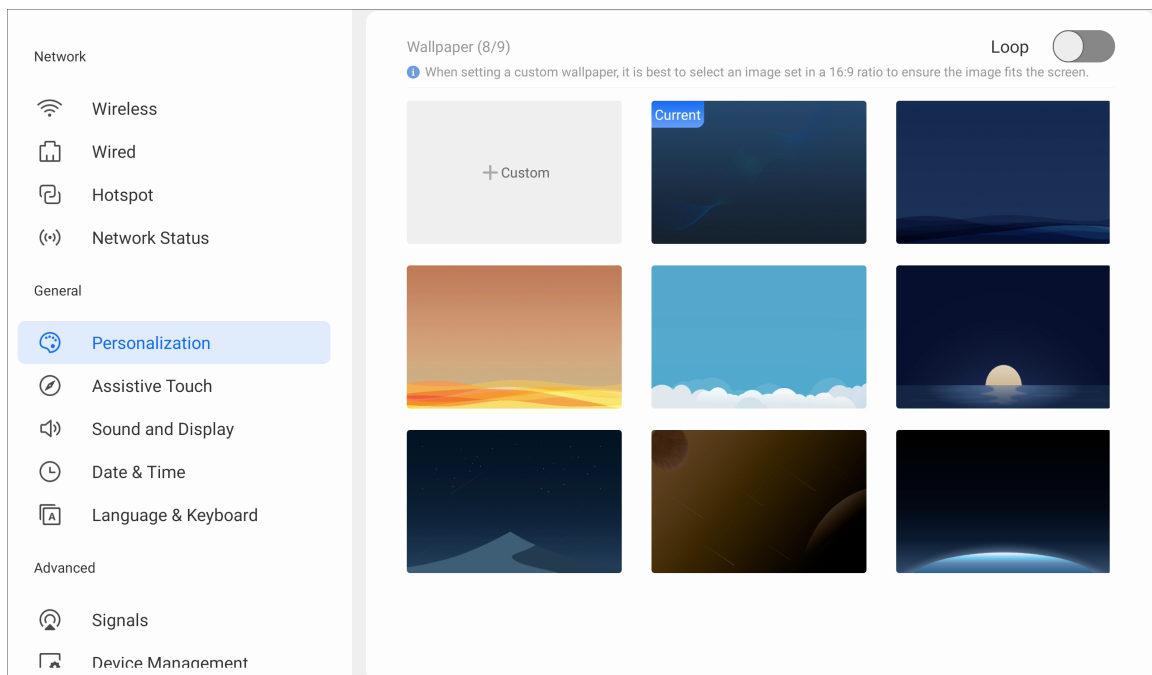 Network
Wireless
Wired
Hotspot
Network Status
General
Personalization
Assistive Touch
Sound and Display
Date & Time
Language & Keyboard
Advanced
Signals
Device Management
Wallpaper (8/9)
Loop
When setting a custom wallpaper, it is best to select an image set in a 16:9 ratio to ensure the image fits the screen.
Custom
Current